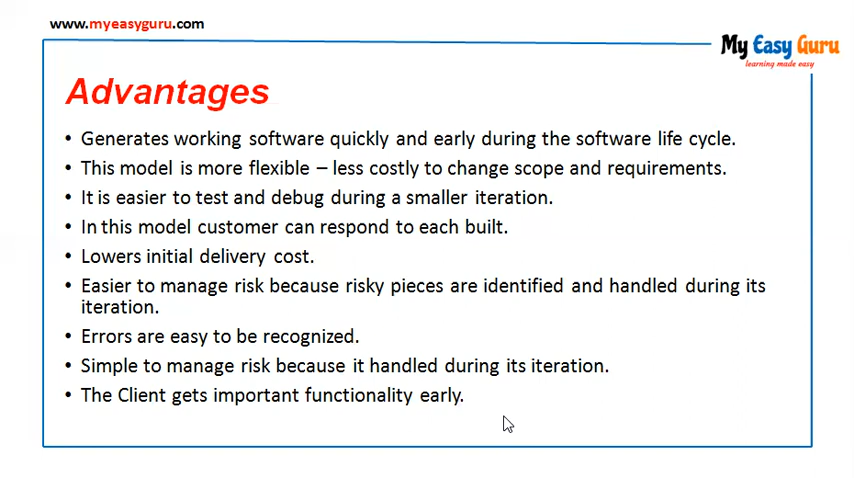 www.myeasyguru.com
My Easy Guru
learning made easy
Advantages
• Generates working software quickly and early during the software life cycle.
• This model is more flexible – less costly to change scope and requirements.
• It is easier to test and debug during a smaller iteration.
• In this model customer can respond to each built.
• Lowers initial delivery cost.
• Easier to manage risk because risky pieces are identified and handled during its
iteration.
• Errors are easy to be recognized.
• Simple to manage risk because it handled during its iteration.
• The Client gets important functionality early.